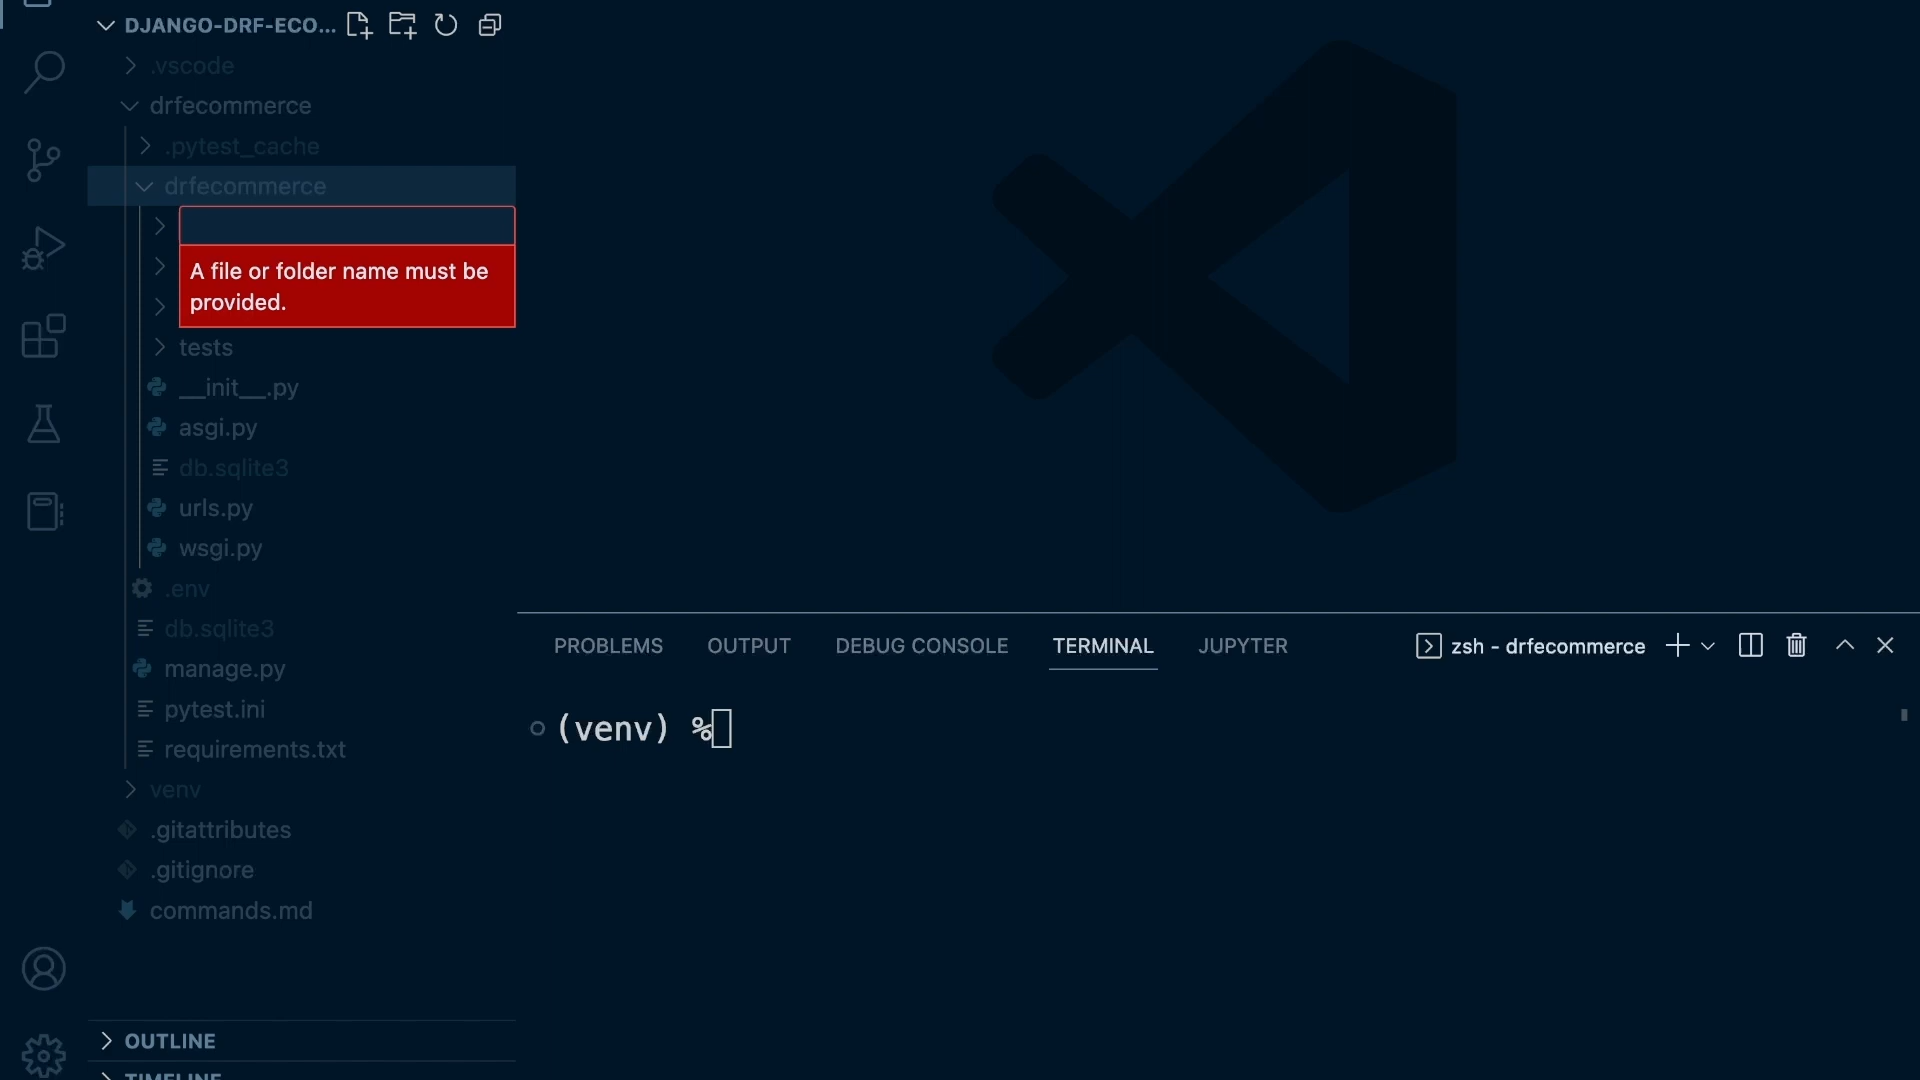 DJANGO-DRF-ECO...
.vscode
drfecommerce
.pytest_cache
drfecommerce
A file or folder name must be
provided.
tests
__init__.py
asgi.py
db.sqlite3
urls.py
wsgi.py
.env
db.sqlite3
manage.py
pytest.ini
requirements.txt
venv
.gitattributes
.gitignore
commands.md
OUTLINE
TIMELINE
PROBLEMS OUTPUT DEBUG CONSOLE TERMINAL JUPYTER zsh - drfecommerce
(venv) %